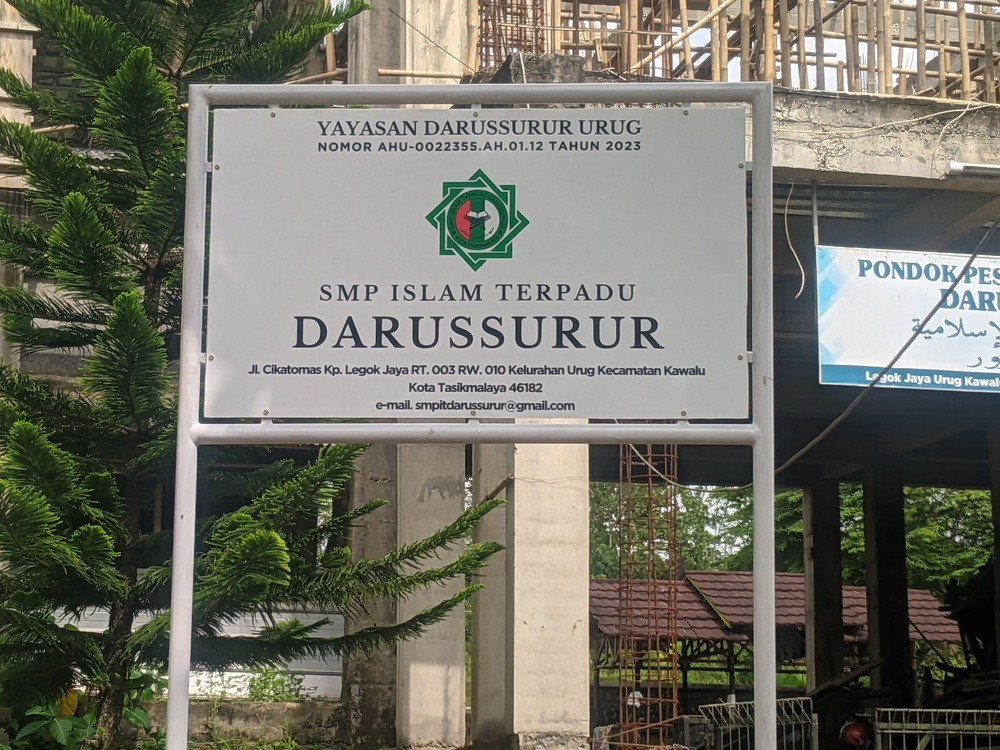 YAYASAN DARUSSURUR URUG
NOMOR AHU-0022355.AH.01.12 TAHUN 2023
SMP ISLAM TERPADU
DARUSSURUR
Jl. Cikatomas Kp. Legok Jaya RT. 003 RW. 010 Kelurahan Urug Kecamatan Kawalu
Kota Tasikmalaya 46182
e-mail. smpitdarussurur@gmail.com
PONDOK PES
DARU
الإسلامية
Legok Jaya Urug Kawa